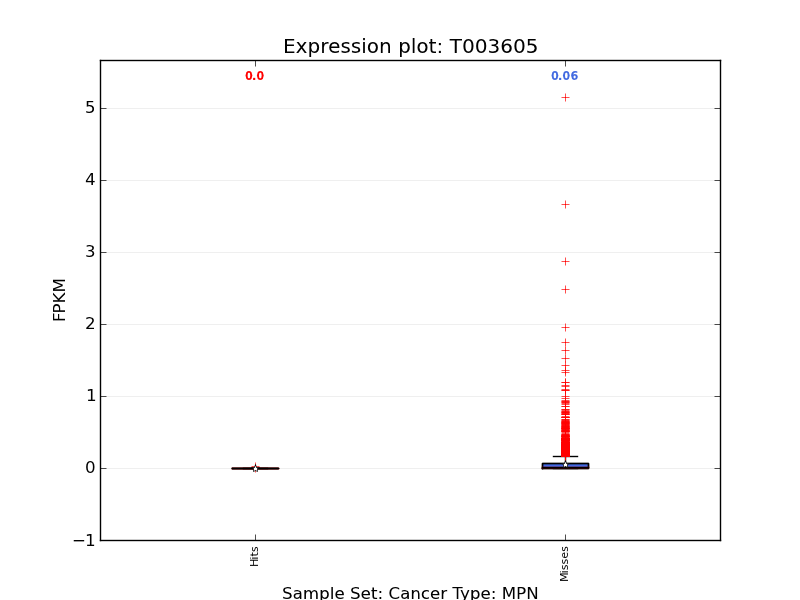 Expression plot: T003605
0.0
0.06
5
4
3
2
1
0
−1
FPKM
Hits
Misses
Sample Set: Cancer Type: MPN